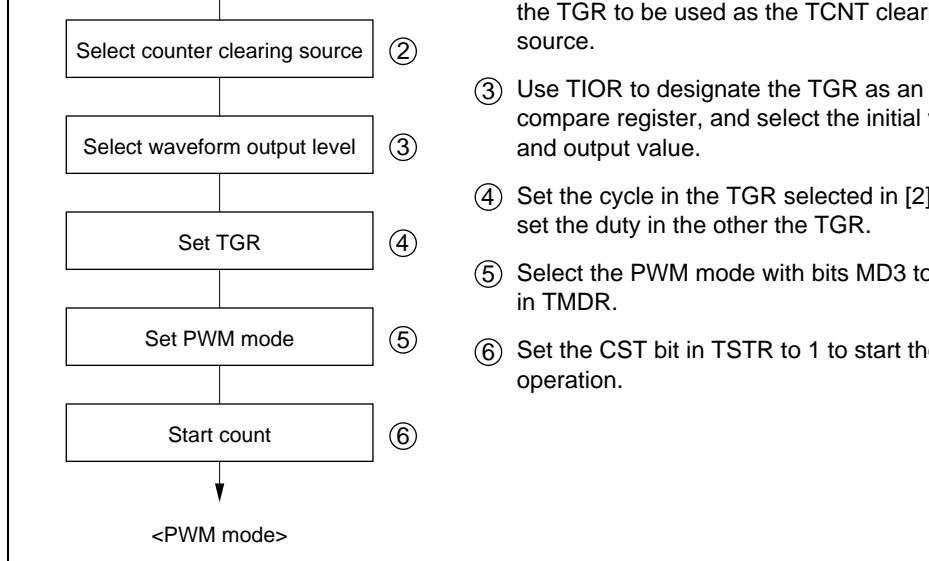 the TGR to be used as the TCNT clear
Select counter clearing source ②
source.
③ Use TIOR to designate the TGR as an
compare register, and select the initial
Select waveform output level ③
and output value.
④ Set the cycle in the TGR selected in [2]
set the duty in the other the TGR.
Set TGR ④
⑤ Select the PWM mode with bits MD3 to
in TMDR.
Set PWM mode ⑤
⑥ Set the CST bit in TSTR to 1 to start the
operation.
Start count ⑥
<PWM mode>